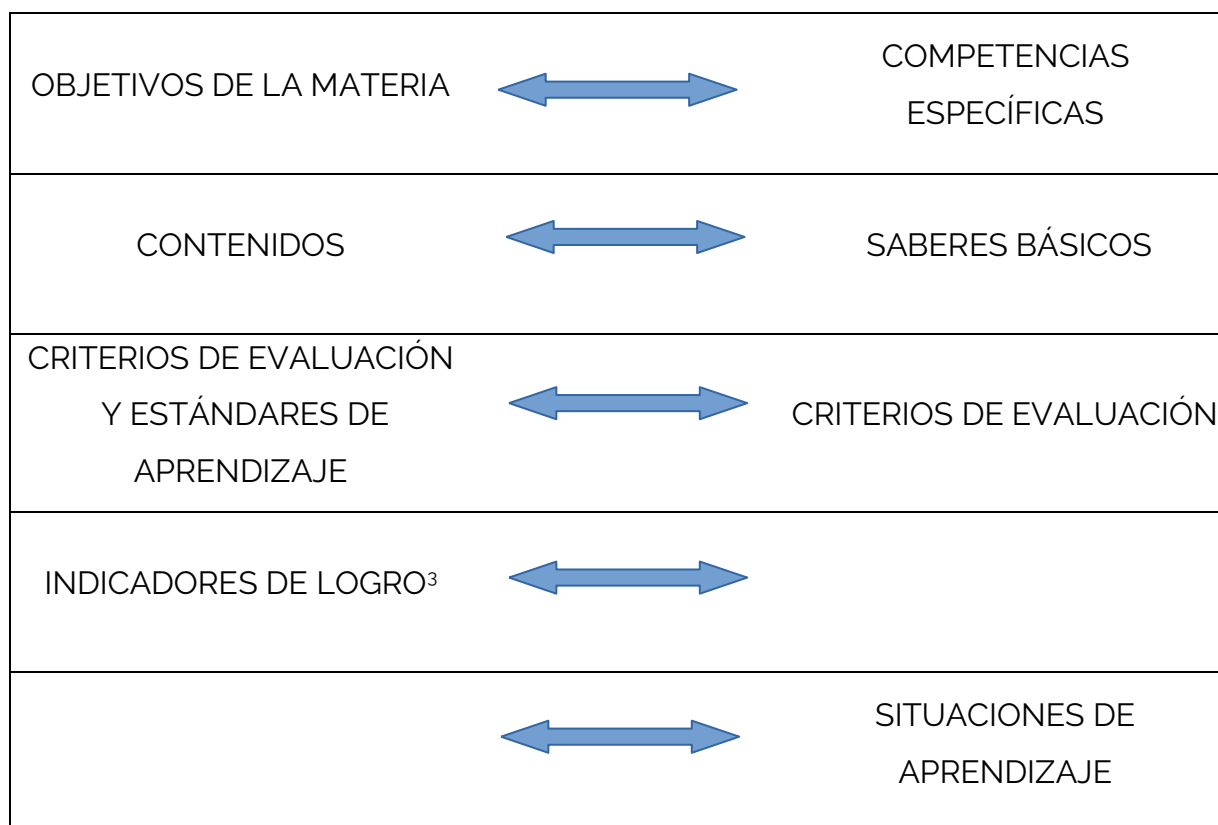 OBJETIVOS DE LA MATERIA
COMPETENCIAS
ESPECÍFICAS
CONTENIDOS
SABERES BÁSICOS
CRITERIOS DE EVALUACIÓN
Y ESTÁNDARES DE
APRENDIZAJE
CRITERIOS DE EVALUACIÓN
INDICADORES DE LOGRO³
SITUACIONES DE
APRENDIZAJE